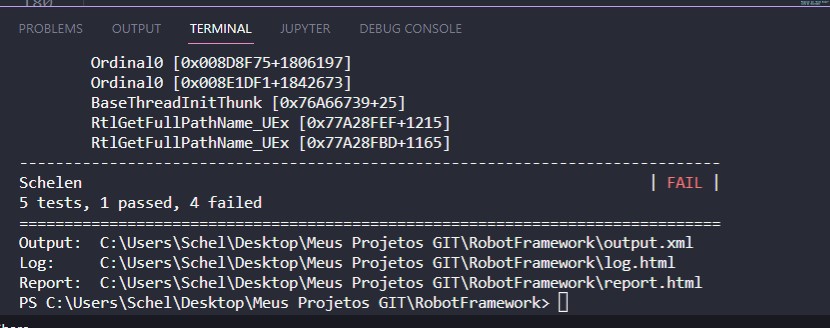 PROBLEMS OUTPUT TERMINAL JUPYTER DEBUG CONSOLE
Ordinal0 [0x008D8F75+1806197]
Ordinal0 [0x008E1DF1+1842673]
BaseThreadInitThunk [0x76A66739+25]
RtlGetFullPathName_UEx [0x77A28FEF+1215]
RtlGetFullPathName_UEx [0x77A28FBD+1165]
------------------------------------------------------------------------------
Schelen | FAIL |
5 tests, 1 passed, 4 failed
==============================================================================
Output: C:\Users\Schel\Desktop\Meus Projetos GIT\RobotFramework\output.xml
Log: C:\Users\Schel\Desktop\Meus Projetos GIT\RobotFramework\log.html
Report: C:\Users\Schel\Desktop\Meus Projetos GIT\RobotFramework\report.html
PS C:\Users\Schel\Desktop\Meus Projetos GIT\RobotFramework>